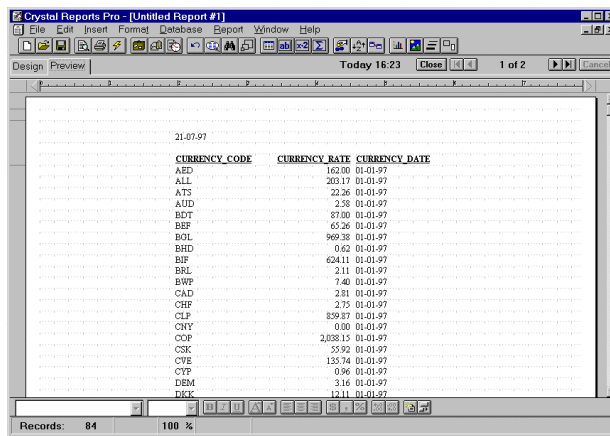 Crystal Reports Pro - [Untitled Report #1]
File Edit Insert Format Database Report Window Help
Design Preview Today 16:23 Close 1 of 2 Cancel
21-07-97
CURRENCY_CODE CURRENCY_RATE CURRENCY_DATE
AED 162.00 01-01-97
ALL 203.17 01-01-97
ATS 22.26 01-01-97
AUD 2.58 01-01-97
BDT 87.00 01-01-97
BEF 65.26 01-01-97
BGL 969.38 01-01-97
BHD 0.62 01-01-97
BIF 624.11 01-01-97
BRL 2.11 01-01-97
BWP 7.40 01-01-97
CAD 2.81 01-01-97
CHF 2.75 01-01-97
CLP 859.87 01-01-97
CNY 0.00 01-01-97
COP 2,038.15 01-01-97
CSK 55.92 01-01-97
CVE 135.74 01-01-97
CYP 0.96 01-01-97
DEM 3.16 01-01-97
DKK 12.11 01-01-97
B I U A A $ , %
Records: 84 100 %